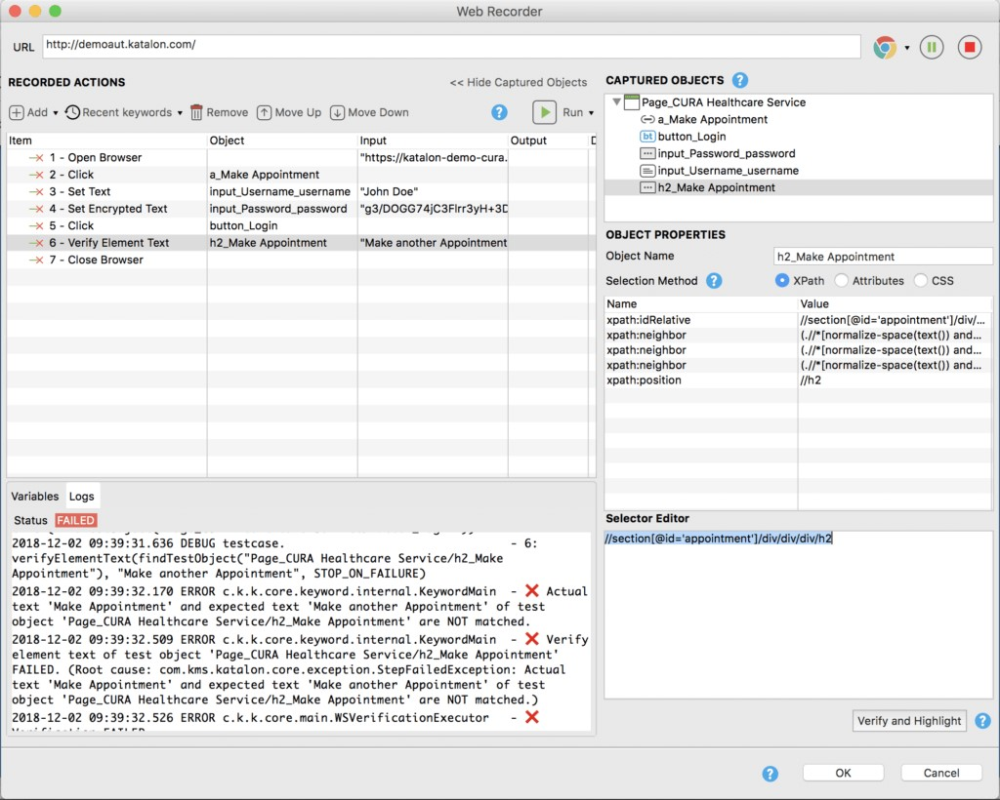 Web Recorder
URL http://demoaut.katalon.com/
RECORDED ACTIONS << Hide Captured Objects
Add Recent keywords Remove Move Up Move Down ? Run
Item Object Input Output D
1 - Open Browser "https://katalon-demo-cura.
2 - Click a_Make Appointment
3 - Set Text input_Username_username "John Doe"
4 - Set Encrypted Text input_Password_password "g3/DOGG74jC3Flrr3yH+3D
5 - Click button_Login
6 - Verify Element Text h2_Make Appointment "Make another Appointment
7 - Close Browser
Variables Logs
Status FAILED
2018-12-02 09:39:31.636 DEBUG testcase. - 6:
verifyElementText(findTestObject("Page_CURA Healthcare Service/h2_Make
Appointment"), "Make another Appointment", STOP_ON_FAILURE)
2018-12-02 09:39:32.170 ERROR c.k.k.core.keyword.internal.KeywordMain - ❌ Actual
text 'Make Appointment' and expected text 'Make another Appointment' of test
object 'Page_CURA Healthcare Service/h2_Make Appointment' are NOT matched.
2018-12-02 09:39:32.509 ERROR c.k.k.core.keyword.internal.KeywordMain - ❌ Verify
element text of test object 'Page_CURA Healthcare Service/h2_Make Appointment'
FAILED. (Root cause: com.kms.katalon.core.exception.StepFailedException: Actual
text 'Make Appointment' and expected text 'Make another Appointment' of test
object 'Page_CURA Healthcare Service/h2_Make Appointment' are NOT matched.)
2018-12-02 09:39:32.526 ERROR c.k.k.core.main.WSVerificationExecutor - ❌
CAPTURED OBJECTS ?
Page_CURA Healthcare Service
a_Make Appointment
bt button_Login
input_Password_password
input_Username_username
h2_Make Appointment
OBJECT PROPERTIES
Object Name h2_Make Appointment
Selection Method ? XPath Attributes CSS
Name Value
xpath:idRelative //section[@id='appointment']/div/...
xpath:neighbor (.//*[normalize-space(text()) and...
xpath:neighbor (.//*[normalize-space(text()) and...
xpath:neighbor (.//*[normalize-space(text()) and...
xpath:position //h2
Selector Editor
//section[@id='appointment']/div/div/div/h2
Verify and Highlight ?
? OK Cancel